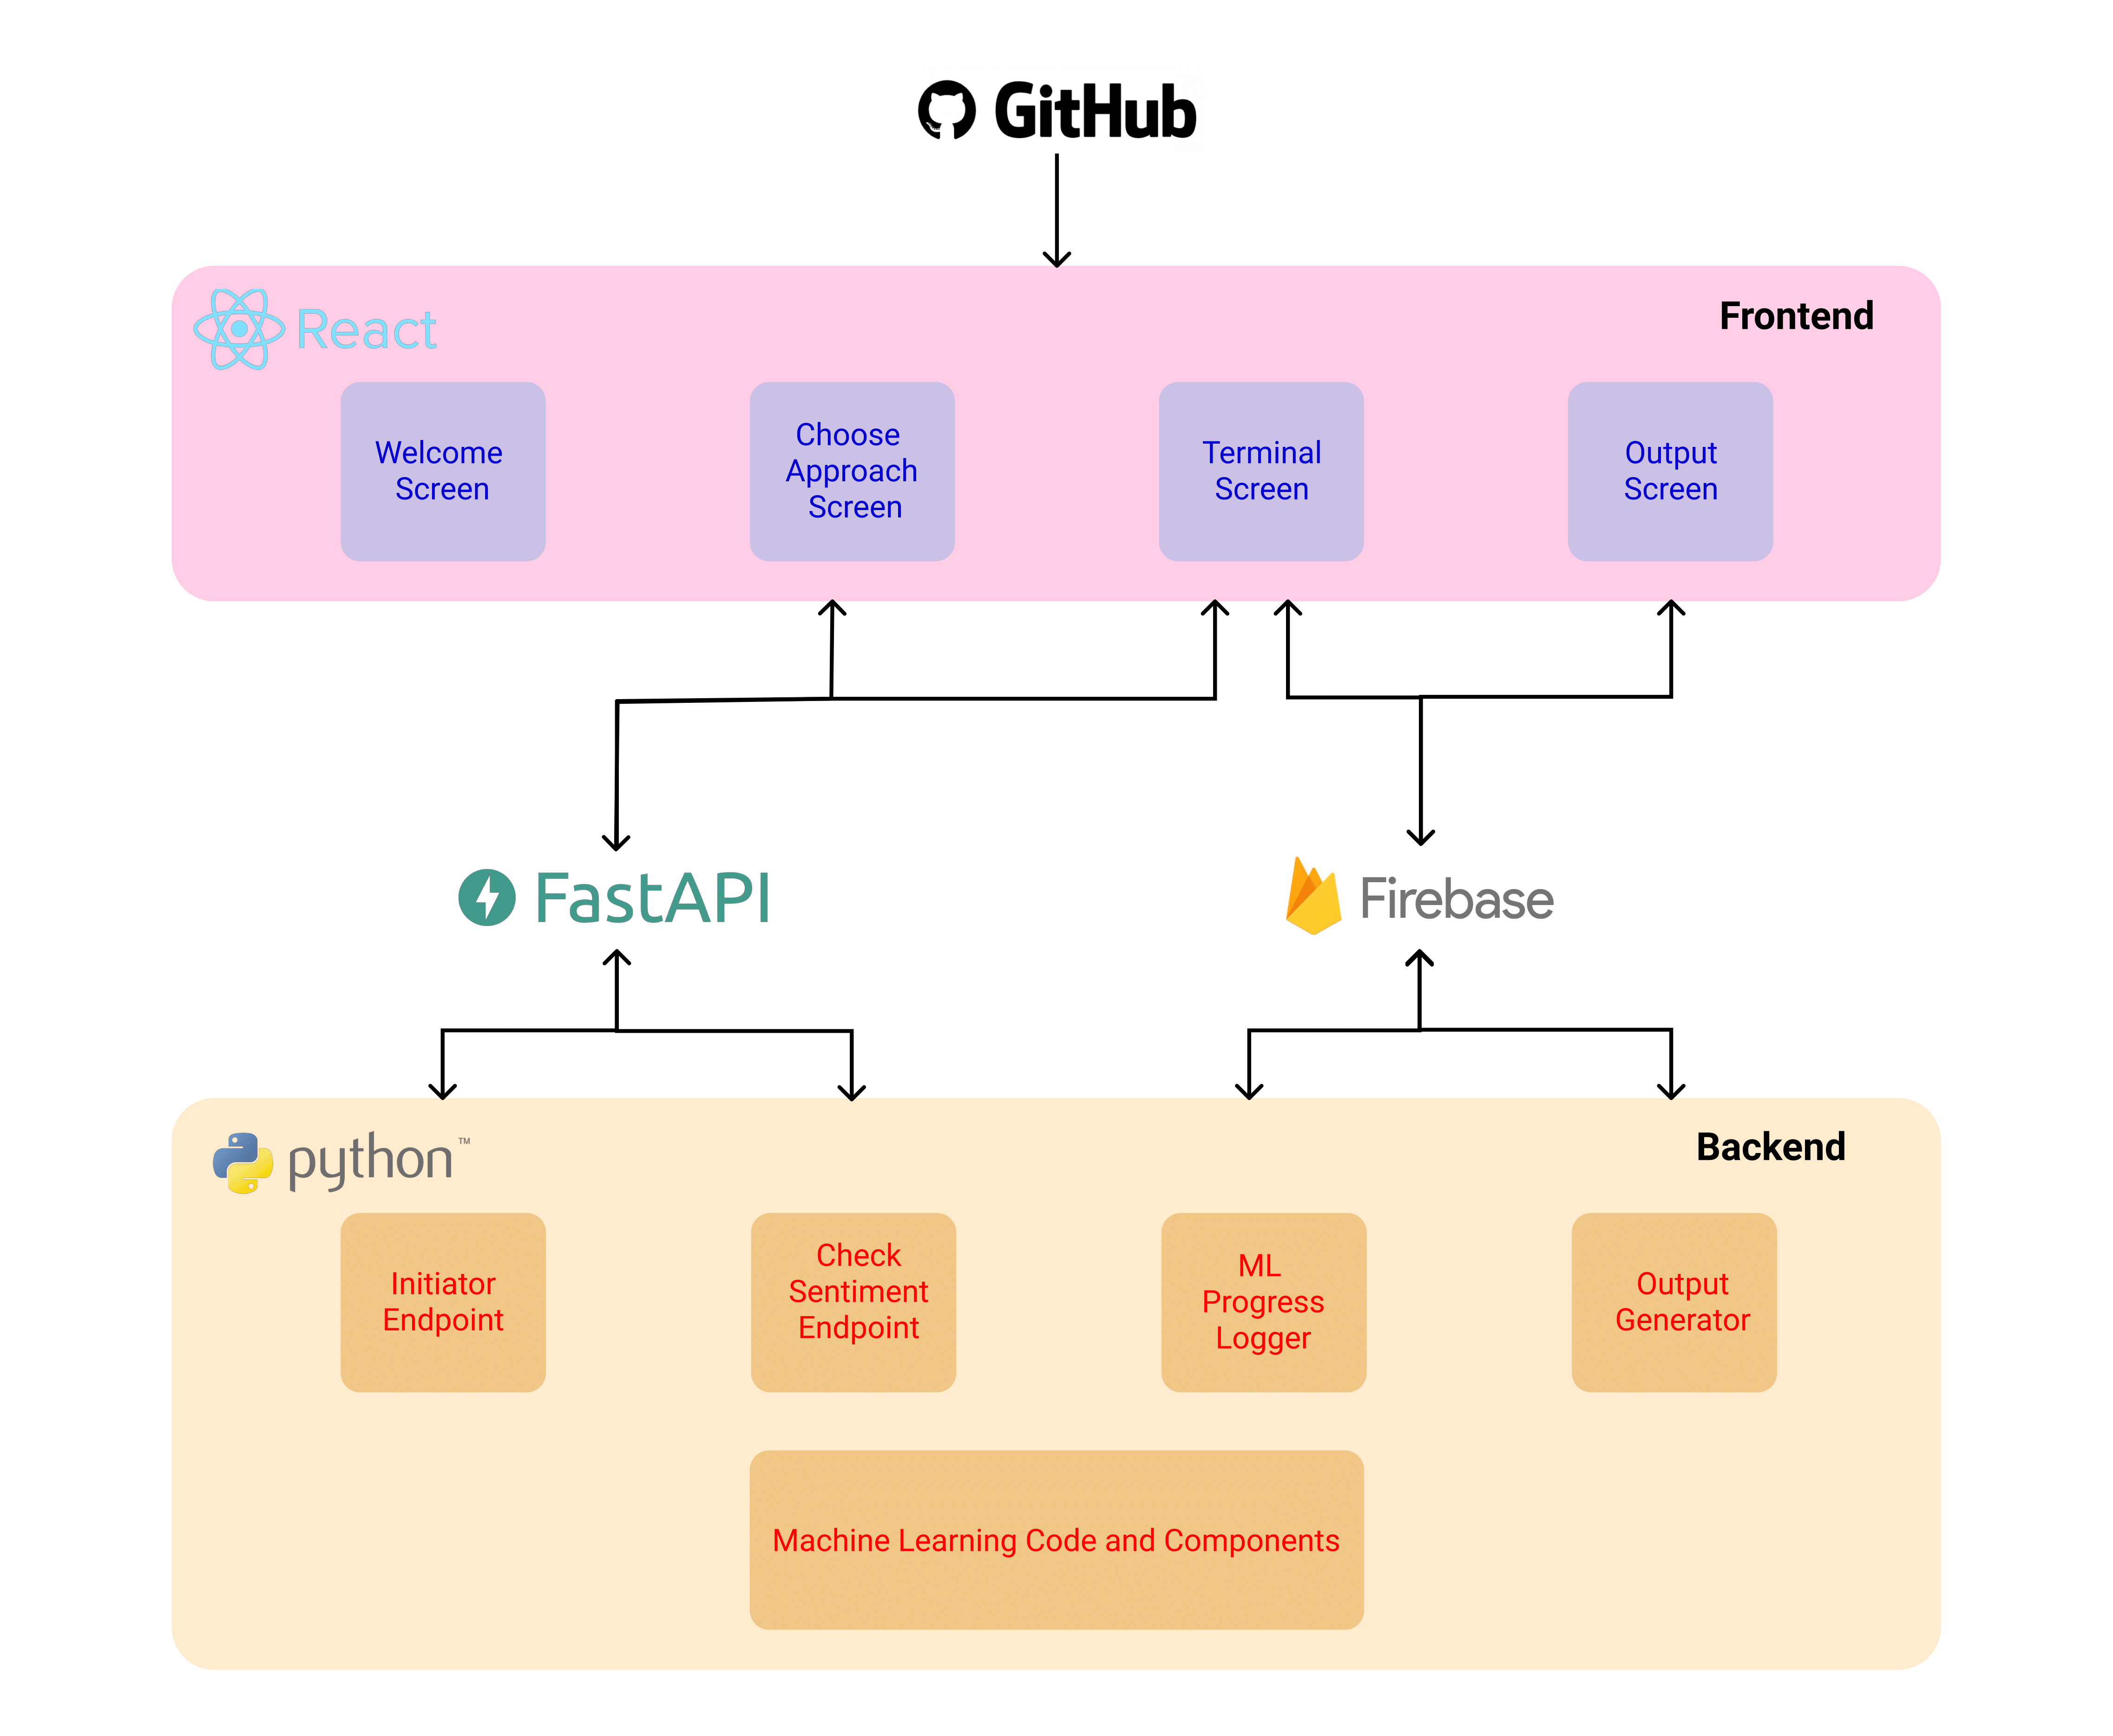 GitHub
React
Frontend
Welcome
Screen
Choose
Approach
Screen
Terminal
Screen
Output
Screen
FastAPI
Firebase
python™
Backend
Initiator
Endpoint
Check
Sentiment
Endpoint
ML
Progress
Logger
Output
Generator
Machine Learning Code and Components